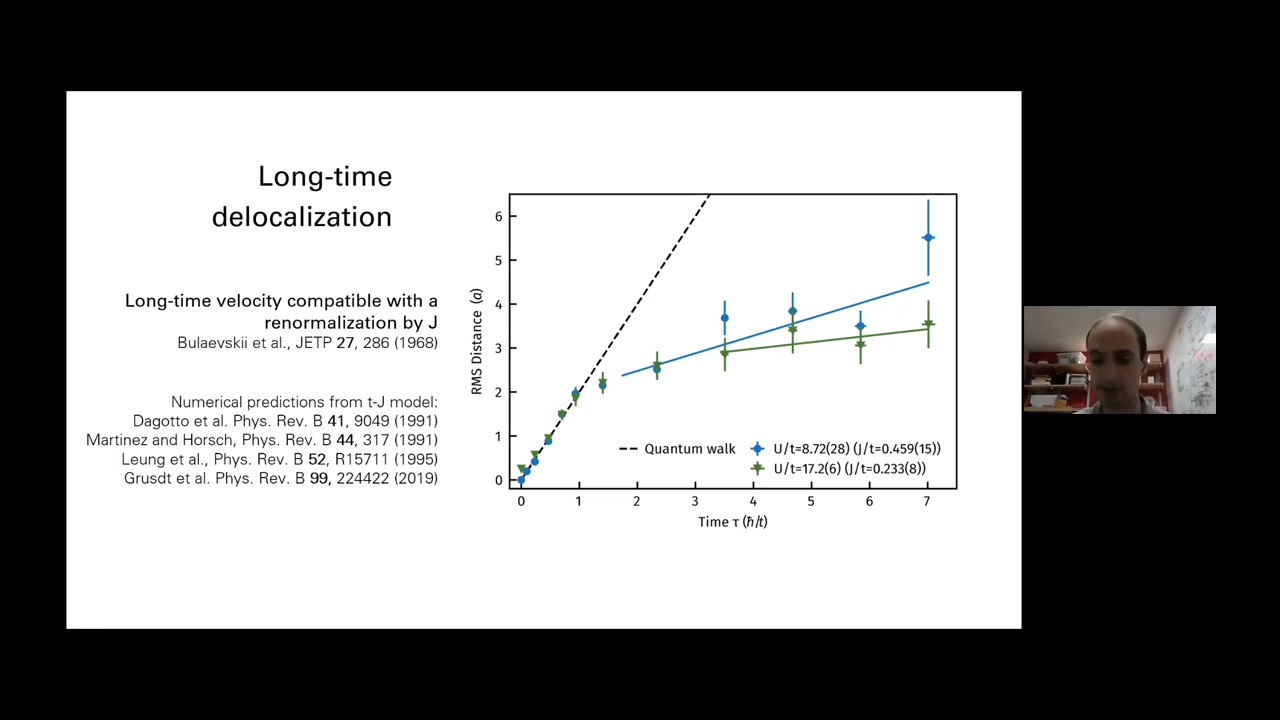 Long-time
delocalization
Long-time velocity compatible with a
renormalization by J
Bulaevskii et al., JETP 27, 286 (1968)
Numerical predictions from t-J model:
Dagotto et al. Phys. Rev. B 41, 9049 (1991)
Martinez and Horsch, Phys. Rev. B 44, 317 (1991)
Leung et al., Phys. Rev. B 52, R15711 (1995)
Grusdt et al. Phys. Rev. B 99, 224422 (2019)
RMS Distance (a)
6
5
4
3
2
1
0
Quantum walk
U/t=8.72(28) (J/t=0.459(15))
U/t=17.2(6) (J/t=0.233(8))
0 1 2 3 4 5 6 7
Time τ (ħ/t)